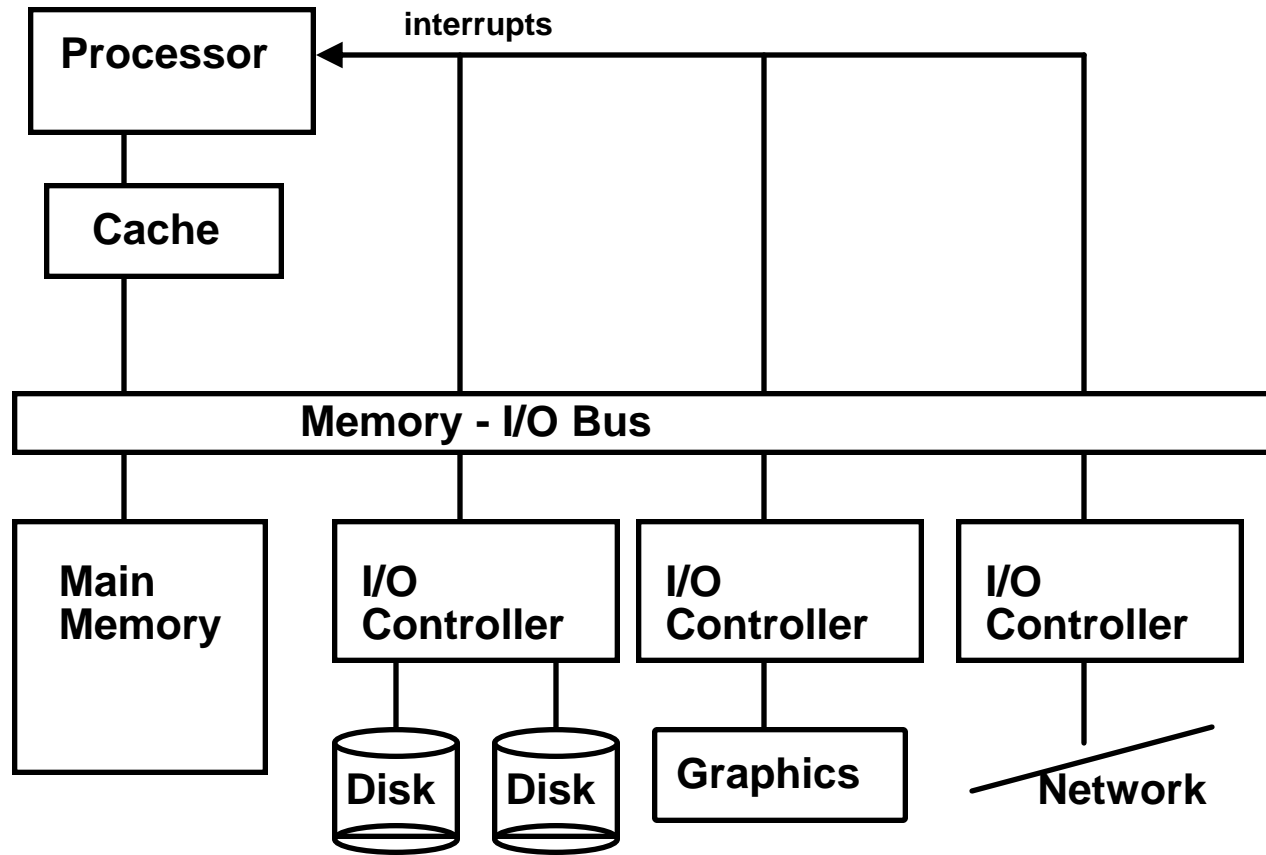 interrupts
Processor
Cache
Memory - I/O Bus
Main
Memory
I/O
Controller
I/O
Controller
I/O
Controller
Disk
Disk
Graphics
Network